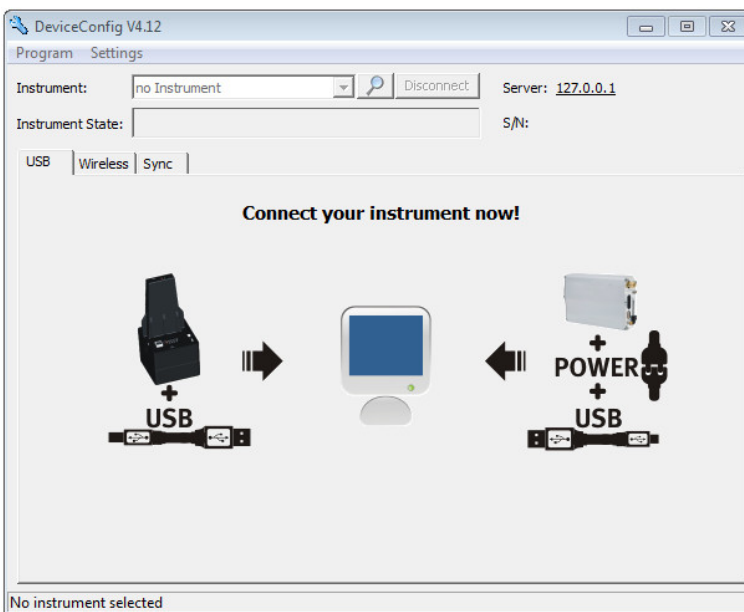 DeviceConfig V4.12
Program Settings
Instrument: no Instrument Disconnect Server: 127.0.0.1
Instrument State: S/N:
USB Wireless Sync
Connect your instrument now!
+
USB
+
POWER
+
USB
No instrument selected